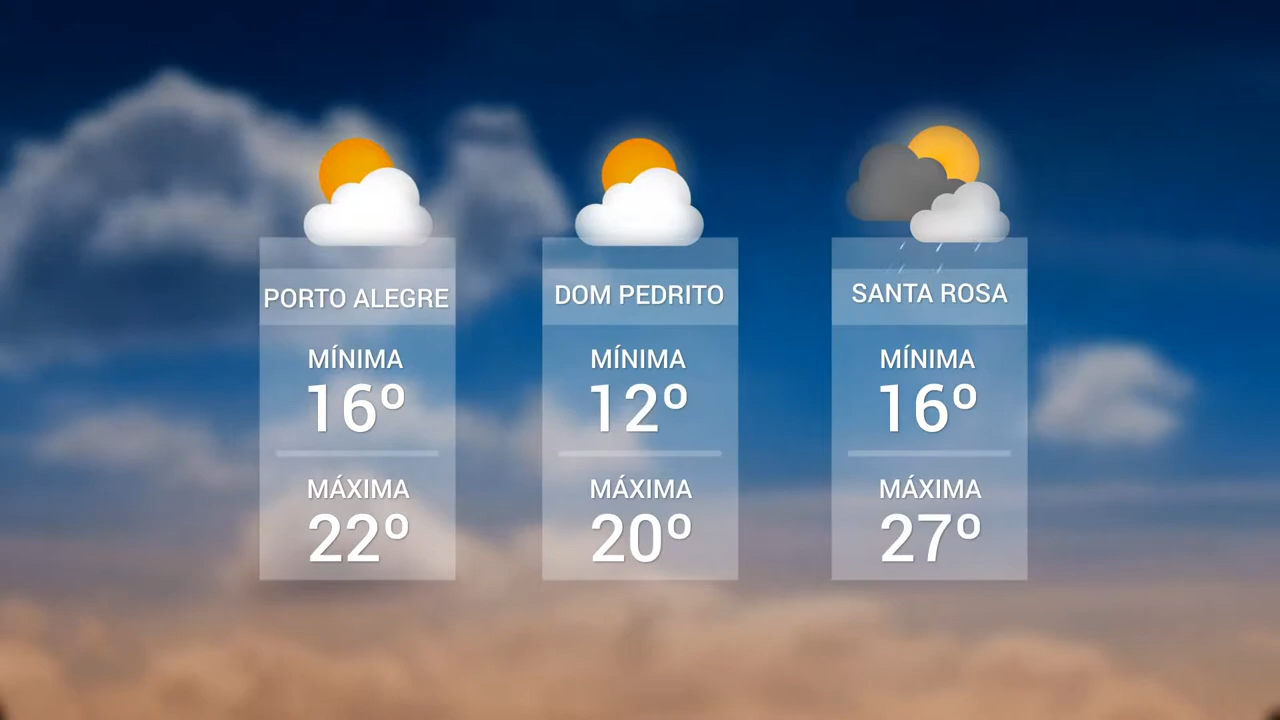 PORTO ALEGRE
MÍNIMA
16º
MÁXIMA
22º
DOM PEDRITO
MÍNIMA
12º
MÁXIMA
20º
SANTA ROSA
MÍNIMA
16º
MÁXIMA
27º